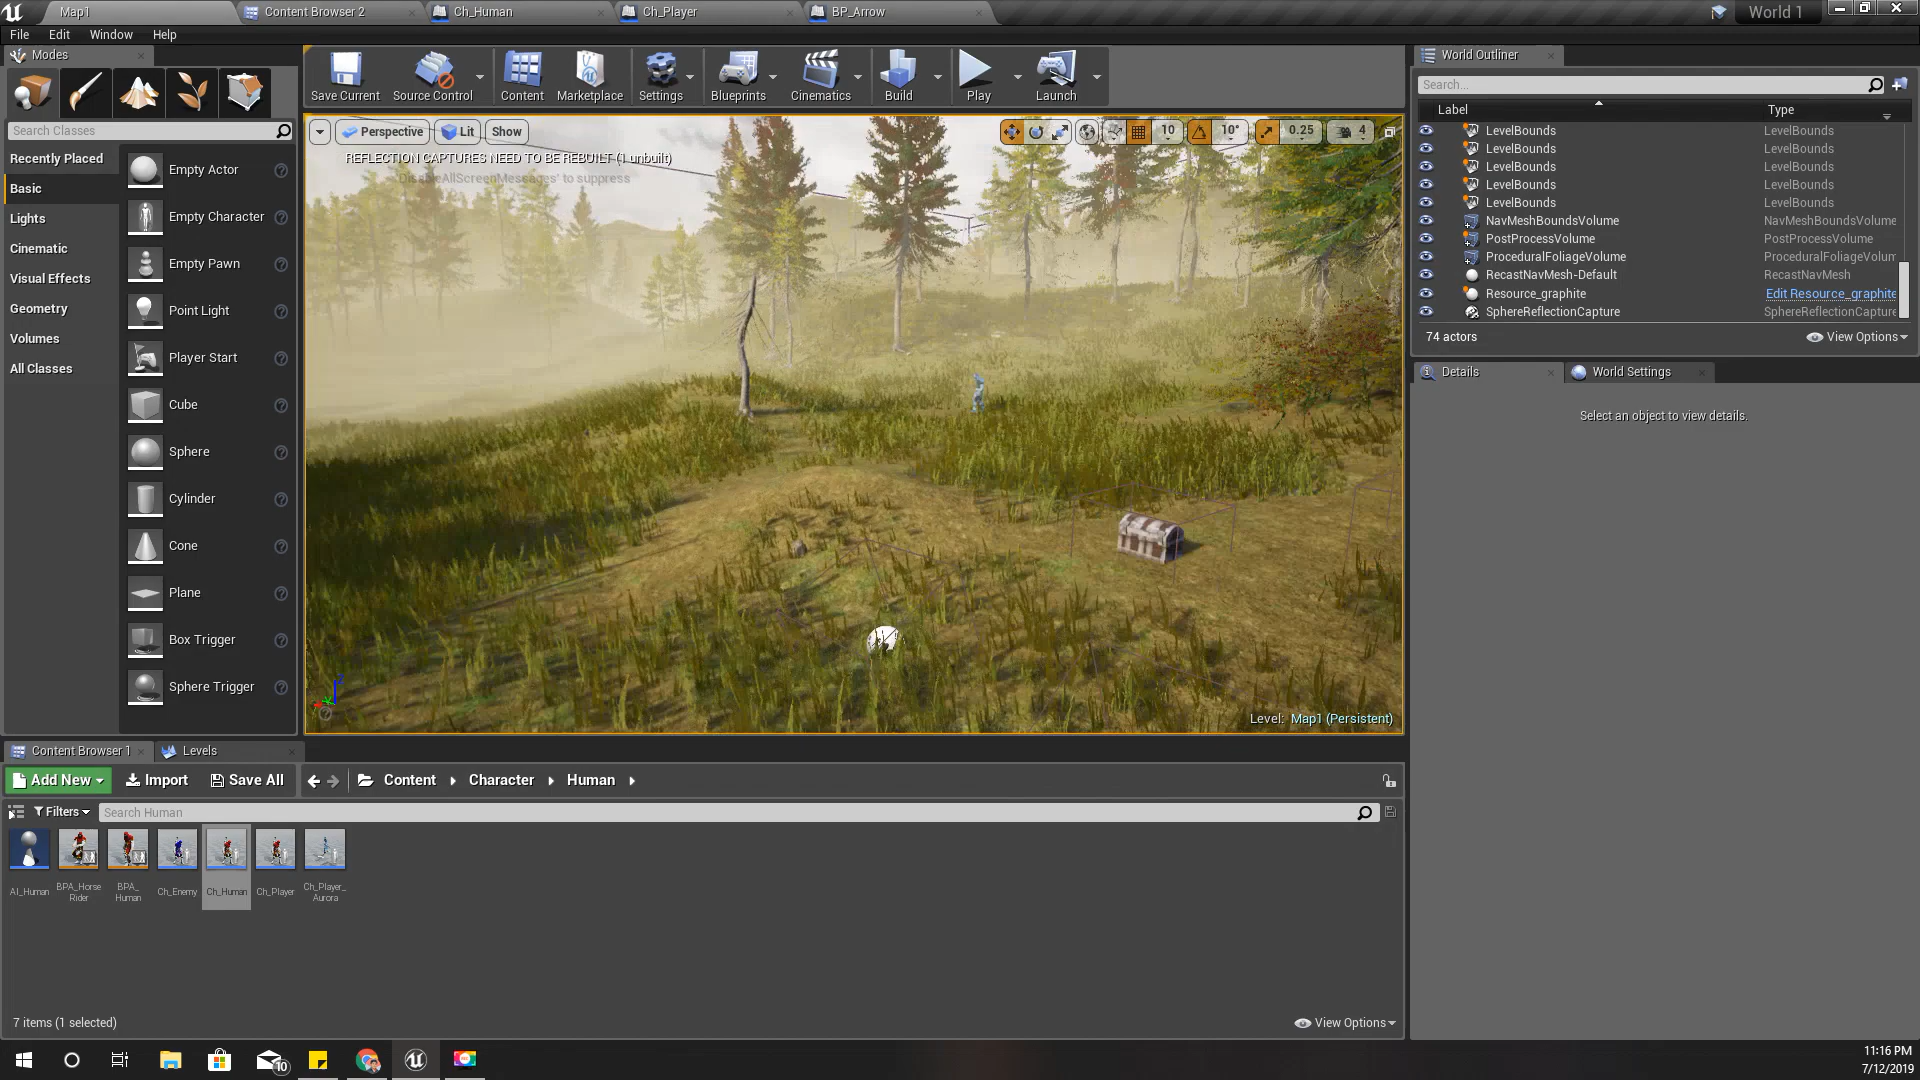 Map1
Content Browser 2
Ch_Human
Ch_Player
BP_Arrow
World 1
File Edit Window Help
Modes
Search Classes
Recently Placed
Basic
Lights
Cinematic
Visual Effects
Geometry
Volumes
All Classes
Empty Actor
Empty Character
Empty Pawn
Point Light
Player Start
Cube
Sphere
Cylinder
Cone
Plane
Box Trigger
Sphere Trigger
Save Current
Source Control
Content
Marketplace
Settings
Blueprints
Cinematics
Build
Play
Launch
Perspective
Lit
Show
10
10°
0.25
4
REFLECTION CAPTURES NEED TO BE REBUILT (1 unbuilt)
'DisableAllScreenMessages' to suppress
Level: Map1 (Persistent)
World Outliner
Search...
Label Type
LevelBounds LevelBounds
LevelBounds LevelBounds
LevelBounds LevelBounds
LevelBounds LevelBounds
LevelBounds LevelBounds
NavMeshBoundsVolume NavMeshBoundsVolume
PostProcessVolume PostProcessVolume
ProceduralFoliageVolume ProceduralFoliageVolum
RecastNavMesh-Default RecastNavMesh
Resource_graphite Edit Resource_graphite
SphereReflectionCapture SphereReflectionCapture
74 actors
View Options
Details
World Settings
Select an object to view details.
Content Browser 1
Levels
Add New
Import
Save All
Content
Character
Human
Filters
Search Human
AI_Human
BPA_Horse
Rider
BPA_
Human
Ch_Enemy
Ch_Human
Ch_Player
Ch_Player_
Aurora
7 items (1 selected)
View Options
10
11:16 PM
7/12/2019